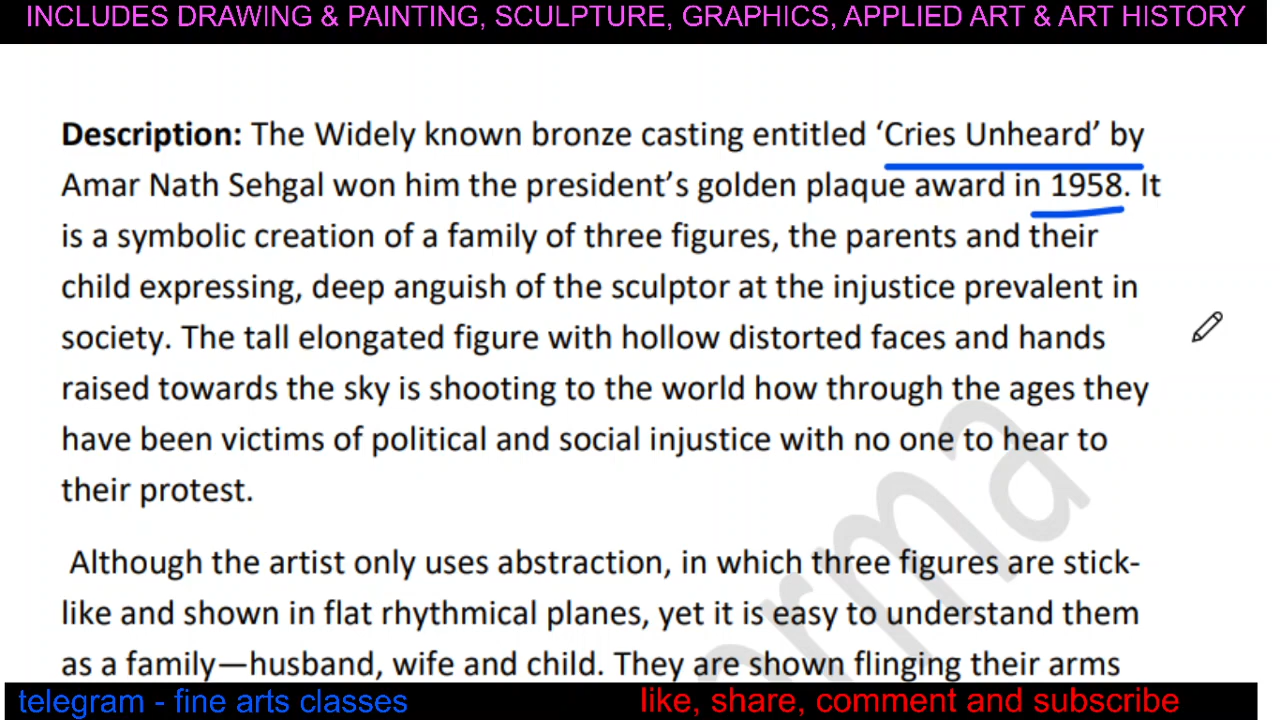 INCLUDES DRAWING & PAINTING, SCULPTURE, GRAPHICS, APPLIED ART & ART HISTORY
Description: The Widely known bronze casting entitled ‘Cries Unheard’ by
Amar Nath Sehgal won him the president’s golden plaque award in 1958. It
is a symbolic creation of a family of three figures, the parents and their
child expressing, deep anguish of the sculptor at the injustice prevalent in
society. The tall elongated figure with hollow distorted faces and hands
raised towards the sky is shooting to the world how through the ages they
have been victims of political and social injustice with no one to hear to
their protest.
Although the artist only uses abstraction, in which three figures are stick-
like and shown in flat rhythmical planes, yet it is easy to understand them
as a family—husband, wife and child. They are shown flinging their arms
telegram - fine arts classes
like, share, comment and subscribe